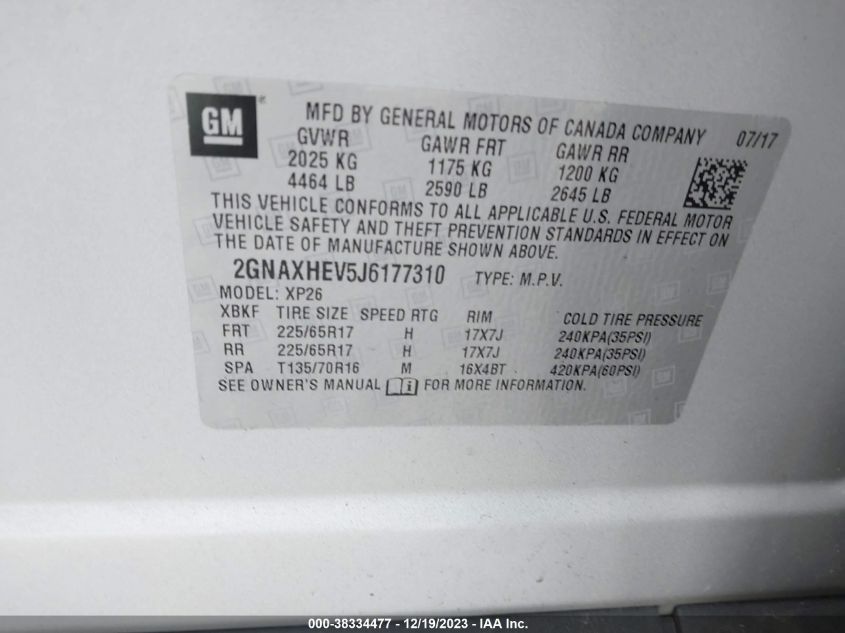 GM ® MFD BY GENERAL MOTORS OF CANADA COMPANY 07/17
GVWR GAWR FRT GAWR RR
2025 KG 1175 KG 1200 KG
4464 LB 2590 LB 2645 LB
THIS VEHICLE CONFORMS TO ALL APPLICABLE U.S. FEDERAL MOTOR
VEHICLE SAFETY AND THEFT PREVENTION STANDARDS IN EFFECT ON
THE DATE OF MANUFACTURE SHOWN ABOVE.
2GNAXHEV5J6177310 TYPE: M.P.V.
MODEL: XP26
XBKF TIRE SIZE SPEED RTG RIM COLD TIRE PRESSURE
FRT 225/65R17 H 17X7J 240KPA(35PSI)
RR 225/65R17 H 17X7J 240KPA(35PSI)
SPA T135/70R16 M 16X4BT 420KPA(60PSI)
SEE OWNER'S MANUAL i FOR MORE INFORMATION.
000-38334477 - 12/19/2023 - IAA Inc.